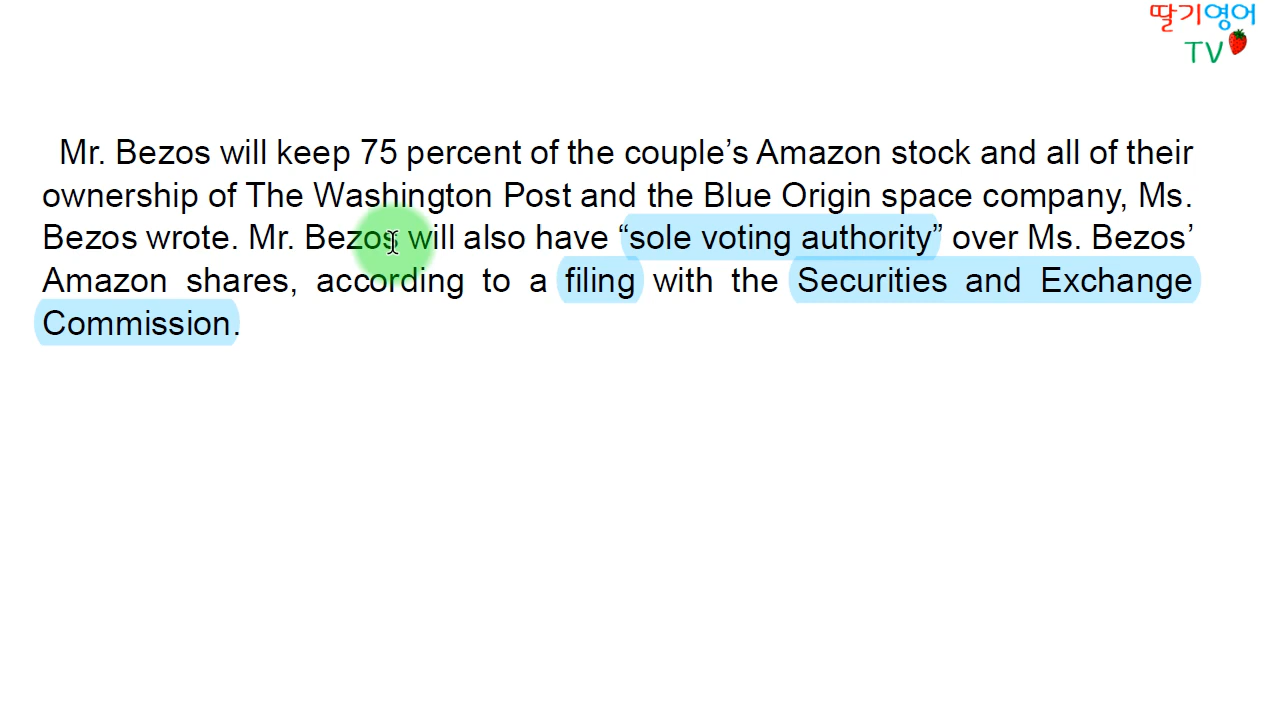 딸기영어
TV
Mr. Bezos will keep 75 percent of the couple’s Amazon stock and all of their
ownership of The Washington Post and the Blue Origin space company, Ms.
Bezos wrote. Mr. Bezos will also have “sole voting authority” over Ms. Bezos’
Amazon shares, according to a filing with the Securities and Exchange
Commission.